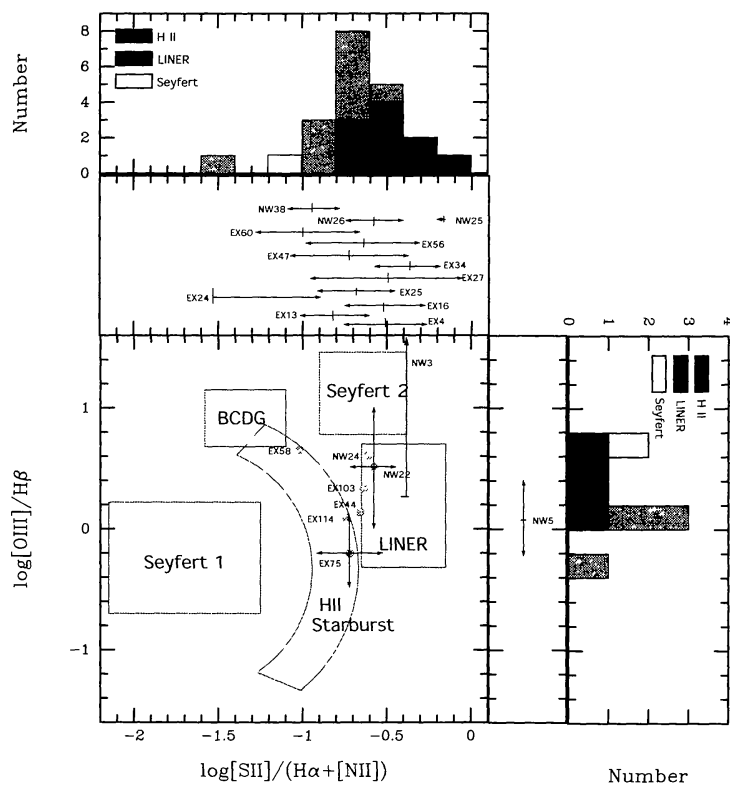 Number
8
6
4
2
0
H II
LINER
Seyfert
NW38
NW26
NW25
EX60
EX56
EX47
EX34
EX27
EX25
EX24
EX16
EX13
EX4
NW3
Seyfert 2
BCDG
EX58
NW24
NW22
EX103
EX44
EX114
LINER
EX75
Seyfert 1
HII
Starburst
log[OIII]/Hβ
1
0
-1
-2
-1.5
-1
-0.5
0
log[SII]/(Hα+[NII])
NW5
0
1
2
3
4
H II
LINER
Seyfert
Number